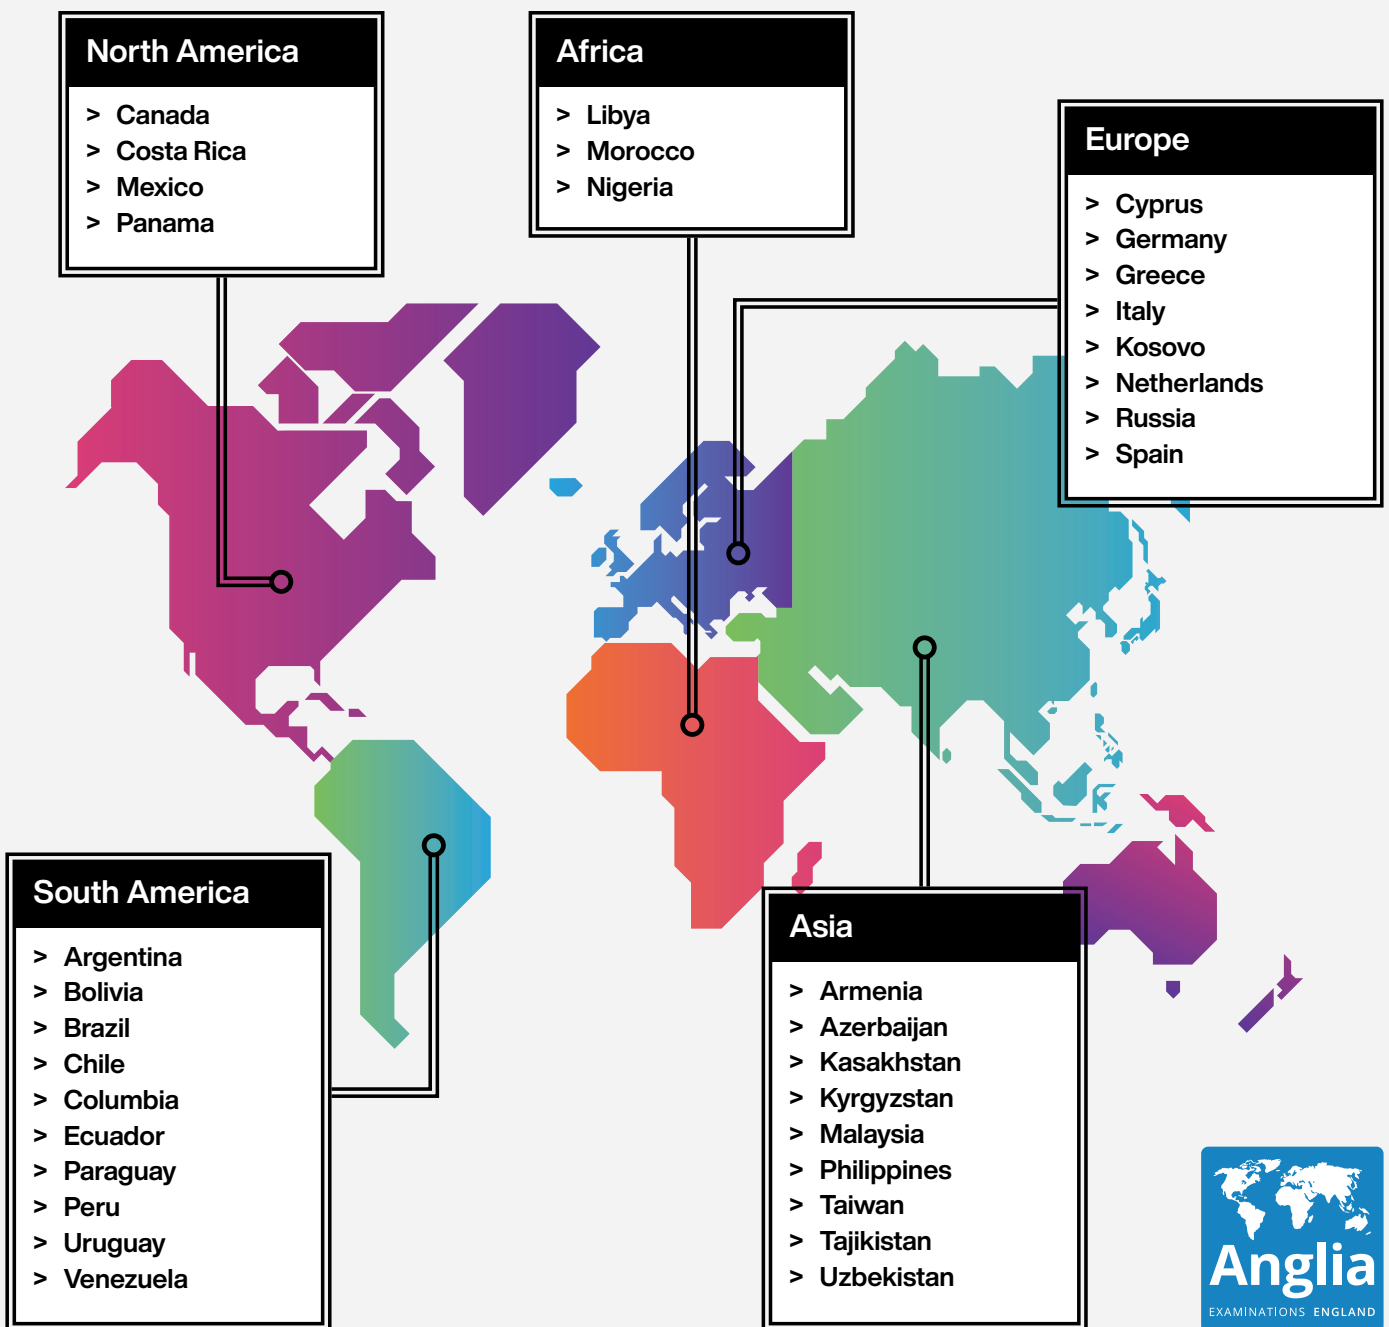 North America
> Canada
> Costa Rica
> Mexico
> Panama
Africa
> Libya
> Morocco
> Nigeria
Europe
> Cyprus
> Germany
> Greece
> Italy
> Kosovo
> Netherlands
> Russia
> Spain
South America
> Argentina
> Bolivia
> Brazil
> Chile
> Columbia
> Ecuador
> Paraguay
> Peru
> Uruguay
> Venezuela
Asia
> Armenia
> Azerbaijan
> Kasakhstan
> Kyrgyzstan
> Malaysia
> Philippines
> Taiwan
> Tajikistan
> Uzbekistan
Anglia
EXAMINATIONS ENGLAND